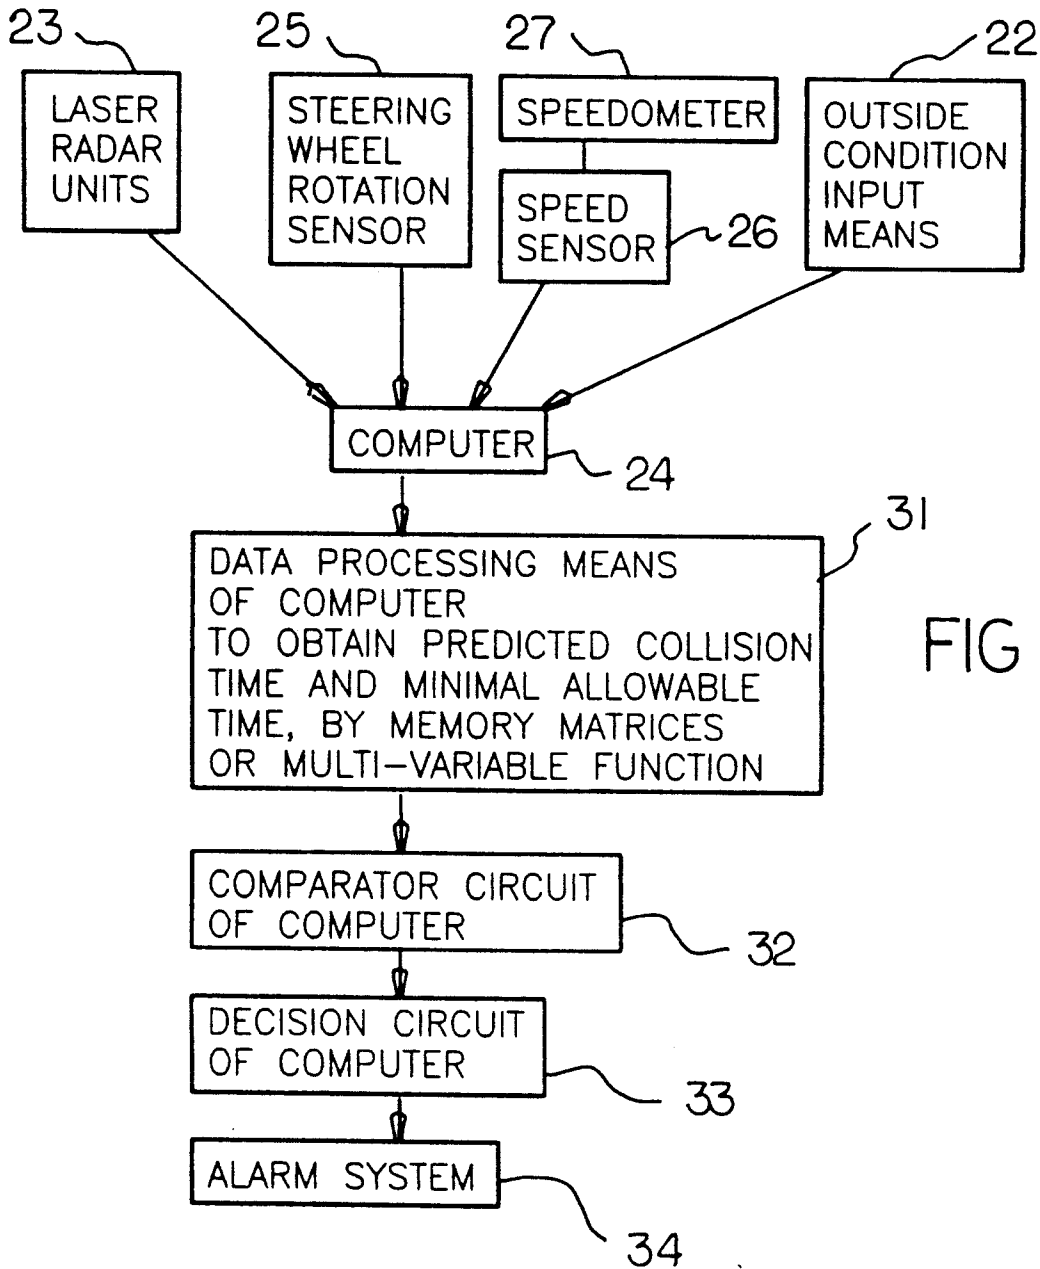 23
25
27
22
LASER
RADAR
UNITS
STEERING
WHEEL
ROTATION
SENSOR
SPEEDOMETER
SPEED
SENSOR
26
OUTSIDE
CONDITION
INPUT
MEANS
COMPUTER
24
31
DATA PROCESSING MEANS
OF COMPUTER
TO OBTAIN PREDICTED COLLISION
TIME AND MINIMAL ALLOWABLE
TIME, BY MEMORY MATRICES
OR MULTI-VARIABLE FUNCTION
FIG
COMPARATOR CIRCUIT
OF COMPUTER
32
DECISION CIRCUIT
OF COMPUTER
33
ALARM SYSTEM
34